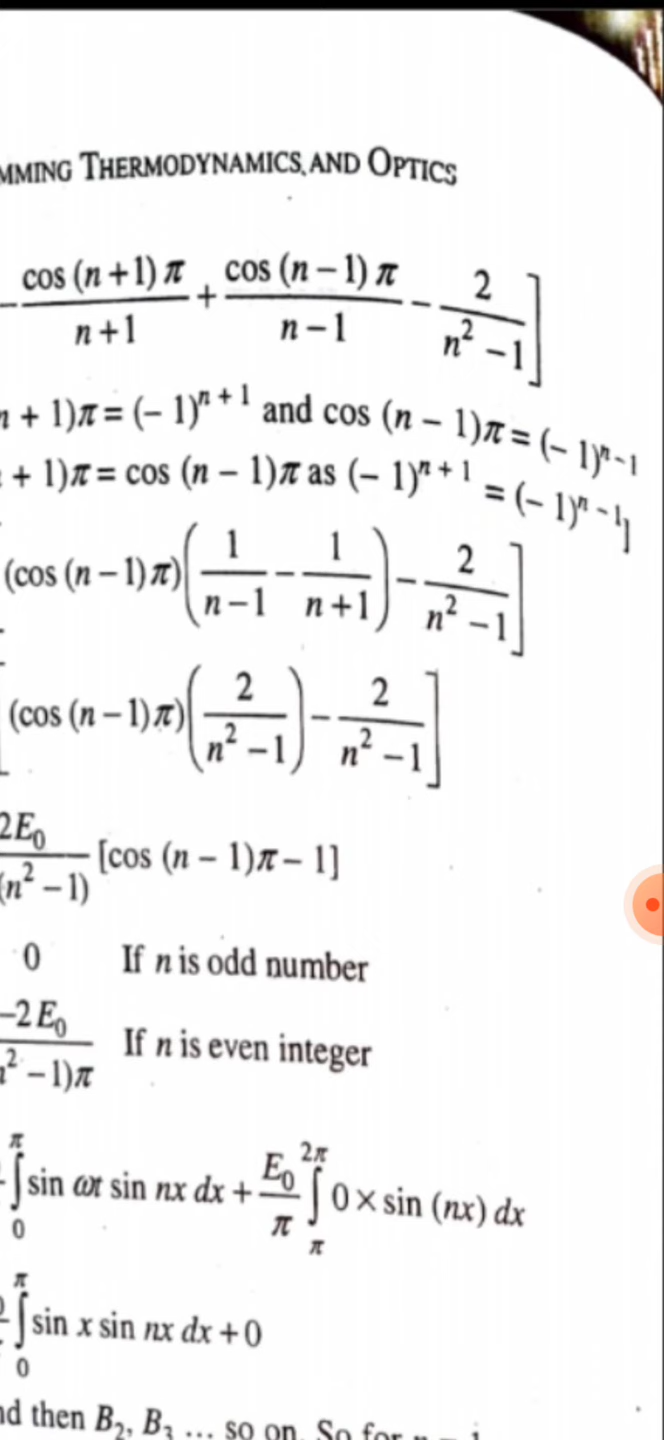 MMING THERMODYNAMICS, AND OPTICS
- cos (n+1) π / n+1 + cos (n−1) π / n−1 − 2 / n² −1 ]
n + 1)π = (− 1)ⁿ ⁺ ¹ and cos (n − 1)π = (− 1)ⁿ⁻¹
+ 1)π = cos (n − 1)π as (− 1)ⁿ ⁺ ¹ = (− 1)ⁿ ⁻ ¹]
(cos (n−1) π) ( 1 / n−1 − 1 / n+1 ) − 2 / n² −1 ]
(cos (n−1) π) ( 2 / n² −1 ) − 2 / n² −1 ]
2E₀ / (n² −1) [cos (n − 1)π − 1]
0 If n is odd number
−2E₀ / n² −1)π If n is even integer
∫₀^π sin ωt sin nx dx + E₀ / π ∫_π^2π 0 × sin (nx) dx
∫₀^π sin x sin nx dx + 0
nd then B₂, B₃ ... so on. So for